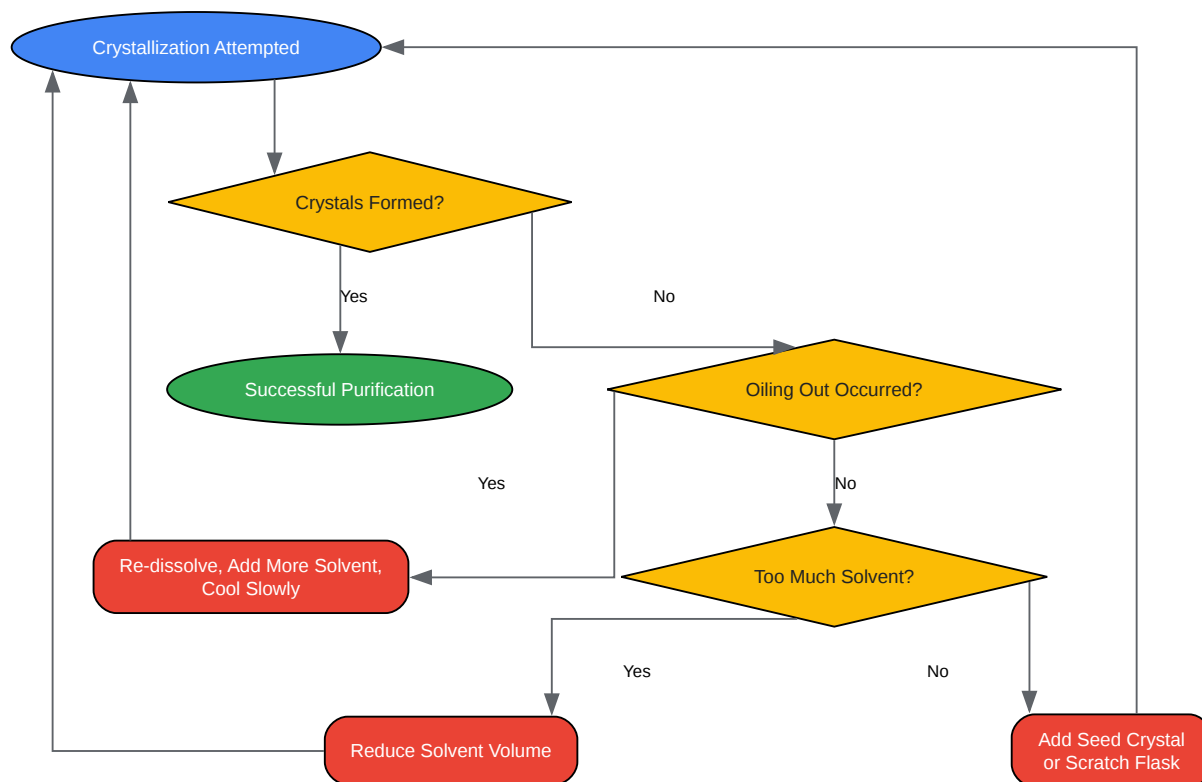 Crystallization Attempted
Crystals Formed?
Yes
No
Successful Purification
Oiling Out Occurred?
Yes
No
Re-dissolve, Add More Solvent,
Cool Slowly
Too Much Solvent?
Yes
No
Reduce Solvent Volume
Add Seed Crystal
or Scratch Flask